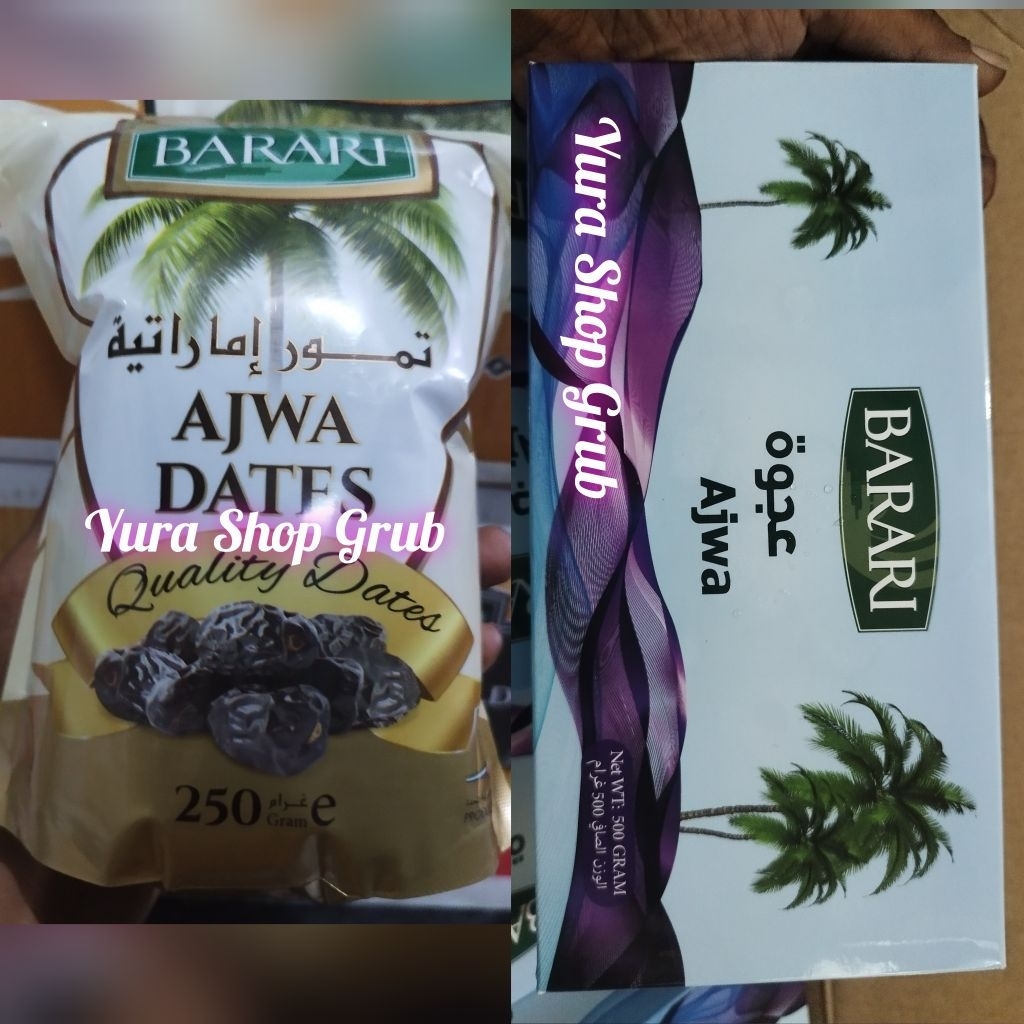 BARARI
تمور إماراتية
AJWA
DATES
Yura Shop Grub
Quality Dates
250 غرام e
Gram
Yura Shop Grub
BARARI
عجوة
Ajwa
Net WT: 500 GRAM
الوزن الصافي 500 غرام